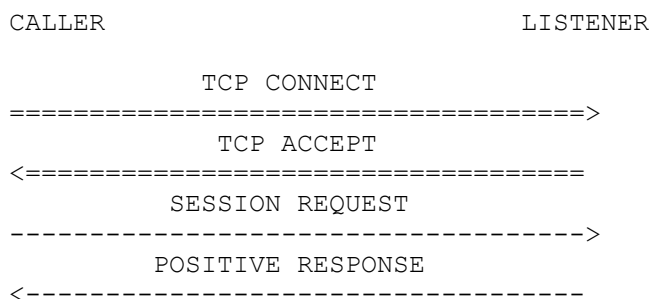 CALLER LISTENER
TCP CONNECT
===================================>
TCP ACCEPT
<===================================
SESSION REQUEST
------------------------------------>
POSITIVE RESPONSE
<-----------------------------------